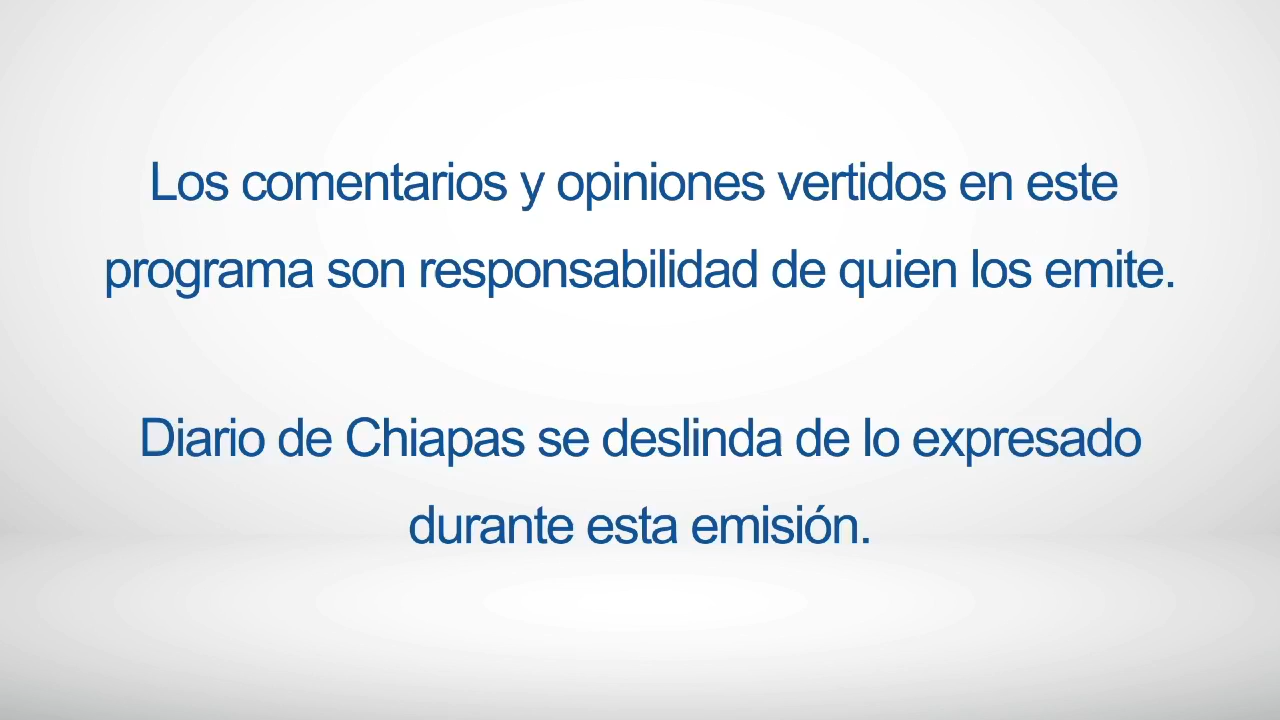 Los comentarios y opiniones vertidos en este
programa son responsabilidad de quien los emite.
Diario de Chiapas se deslinda de lo expresado
durante esta emisión.